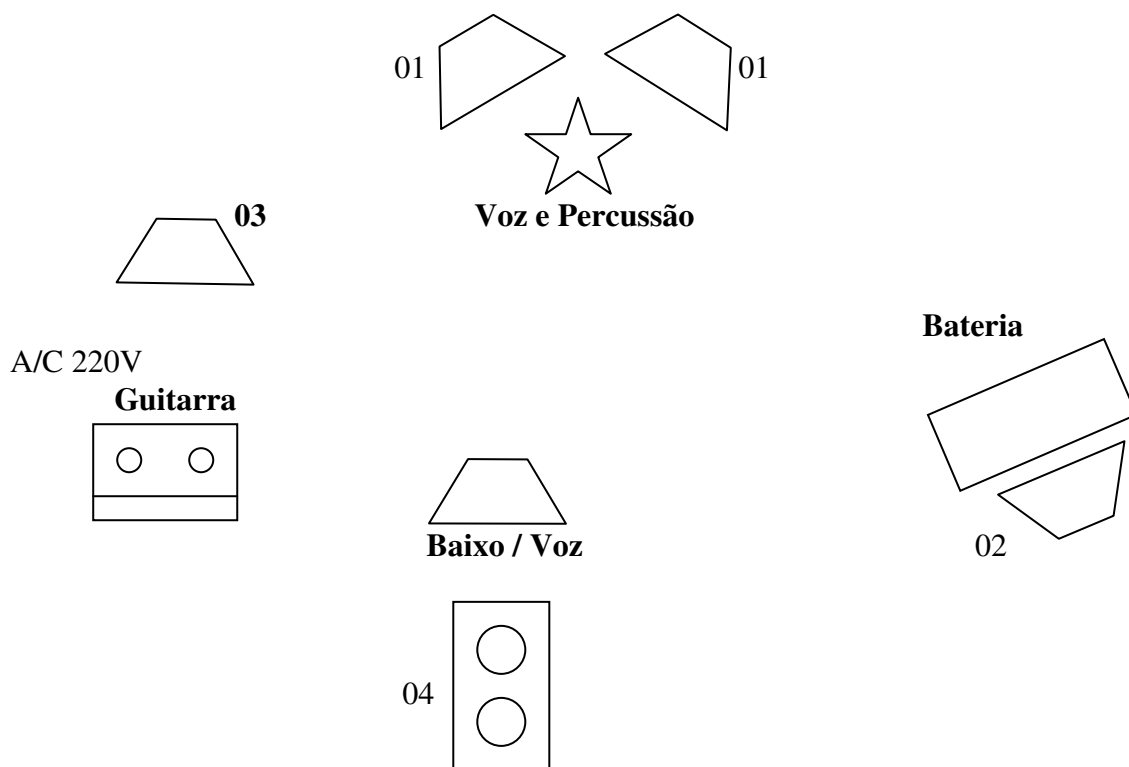 01
01
Voz e Percussão
03
Bateria
A/C 220V
Guitarra
Baixo / Voz
02
04